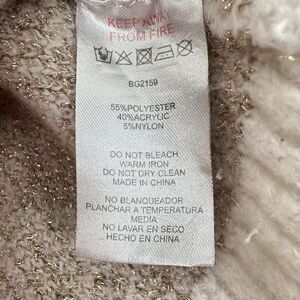 KEEP AWAY
FROM FIRE
BG2159
55%POLYESTER
40%ACRYLIC
5%NYLON
DO NOT BLEACH
WARM IRON
DO NOT DRY CLEAN
MADE IN CHINA
NO BLANQUEADOR
PLANCHAR A TEMPERATURA
MEDIA
NO LAVAR EN SECO
HECHO EN CHINA